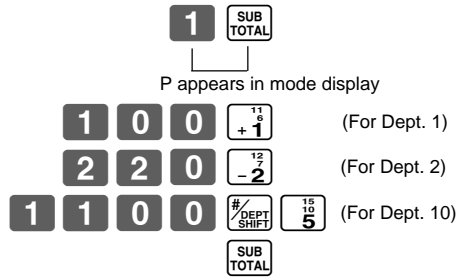 1 SUB TOTAL
P appears in mode display
1 0 0 11 6 +1 (For Dept. 1)
2 2 0 12 7 -2 (For Dept. 2)
1 1 0 0 #/DEPT SHIFT 15 10 5 (For Dept. 10)
SUB TOTAL